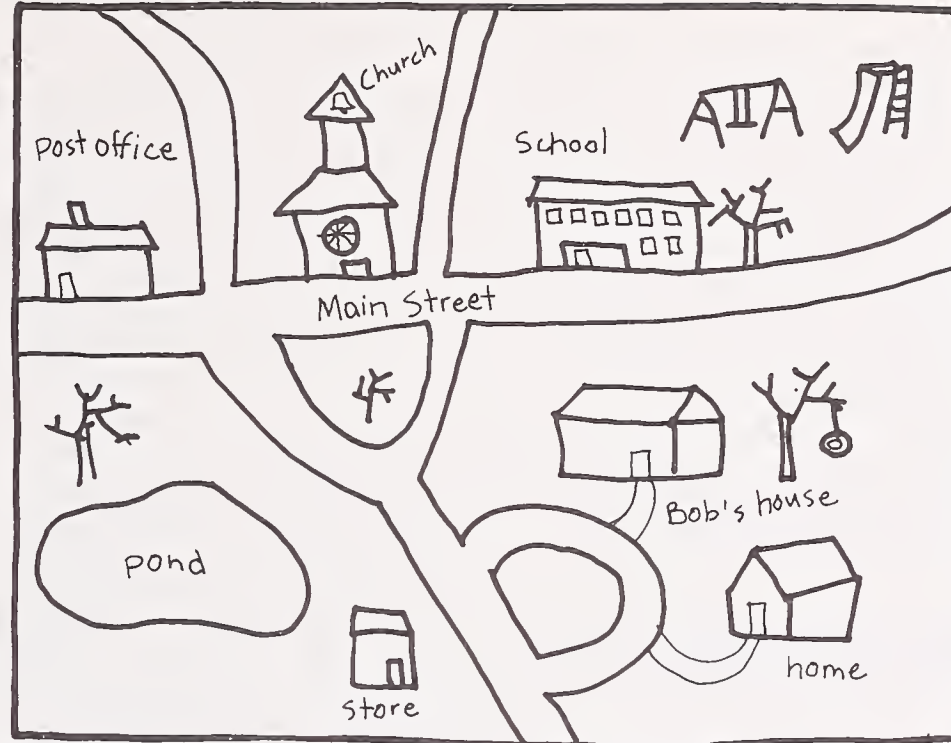 Church
post office
School
Main Street
Bob's house
pond
home
store